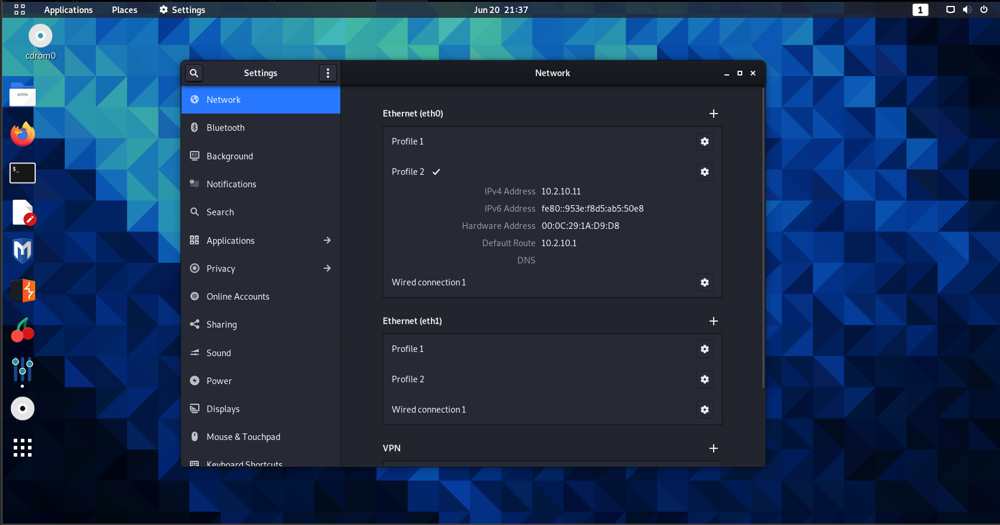 Applications Places Settings Jun 20 21:37 1
cdrom0
$_
Settings
Network
Network
Bluetooth
Background
Notifications
Search
Applications
Privacy
Online Accounts
Sharing
Sound
Power
Displays
Mouse & Touchpad
Keyboard Shortcuts
Ethernet (eth0)
Profile 1
Profile 2
IPv4 Address 10.2.10.11
IPv6 Address fe80::953e:f8d5:ab5:50e8
Hardware Address 00:0C:29:1A:D9:D8
Default Route 10.2.10.1
DNS
Wired connection 1
Ethernet (eth1)
Profile 1
Profile 2
Wired connection 1
VPN